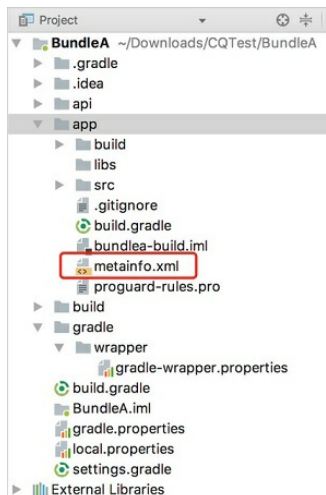 Project
BundleA ~/Downloads/CQTest/BundleA
.gradle
.idea
api
app
build
libs
src
.gitignore
build.gradle
bundlea-build.iml
metainfo.xml
proguard-rules.pro
build
gradle
wrapper
gradle-wrapper.properties
build.gradle
BundleA.iml
gradle.properties
local.properties
settings.gradle
External Libraries